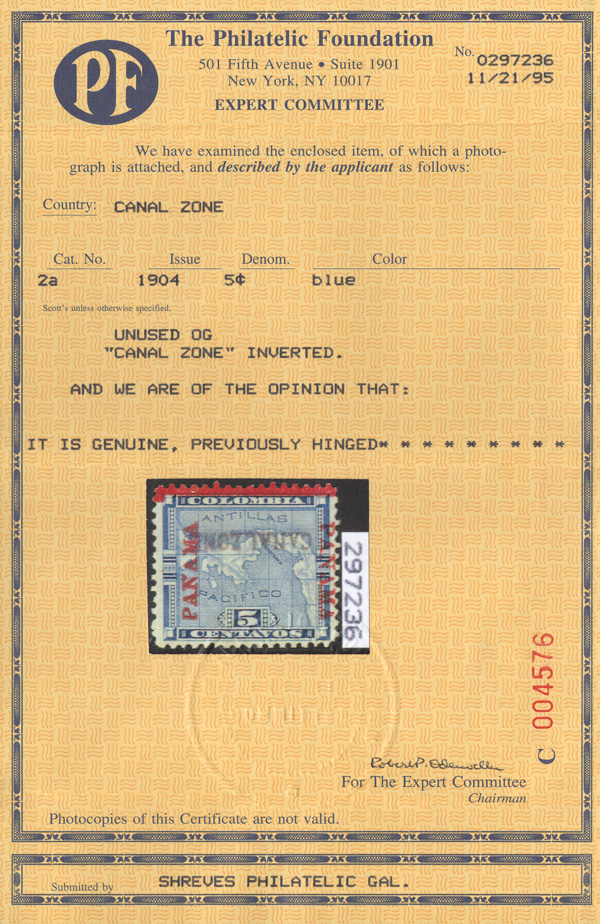 PF
The Philatelic Foundation
501 Fifth Avenue • Suite 1901
New York, NY 10017
EXPERT COMMITTEE
No. 0297236
11/21/95
We have examined the enclosed item, of which a photo-
graph is attached, and described by the applicant as follows:
Country: CANAL ZONE
Cat. No. Issue Denom. Color
2a 1904 5¢ blue
Scott's unless otherwise specified.
UNUSED OG
"CANAL ZONE" INVERTED.
AND WE ARE OF THE OPINION THAT:
IT IS GENUINE, PREVIOUSLY HINGED* * * * * * * * *
COLOMBIA
ANTILLAS
CANAL ZONE
PANAMA
PANAMA
PACIFICO
5
CENTAVOS
297236
C 004576
For The Expert Committee
Chairman
Photocopies of this Certificate are not valid.
Submitted by SHREVES PHILATELIC GAL.